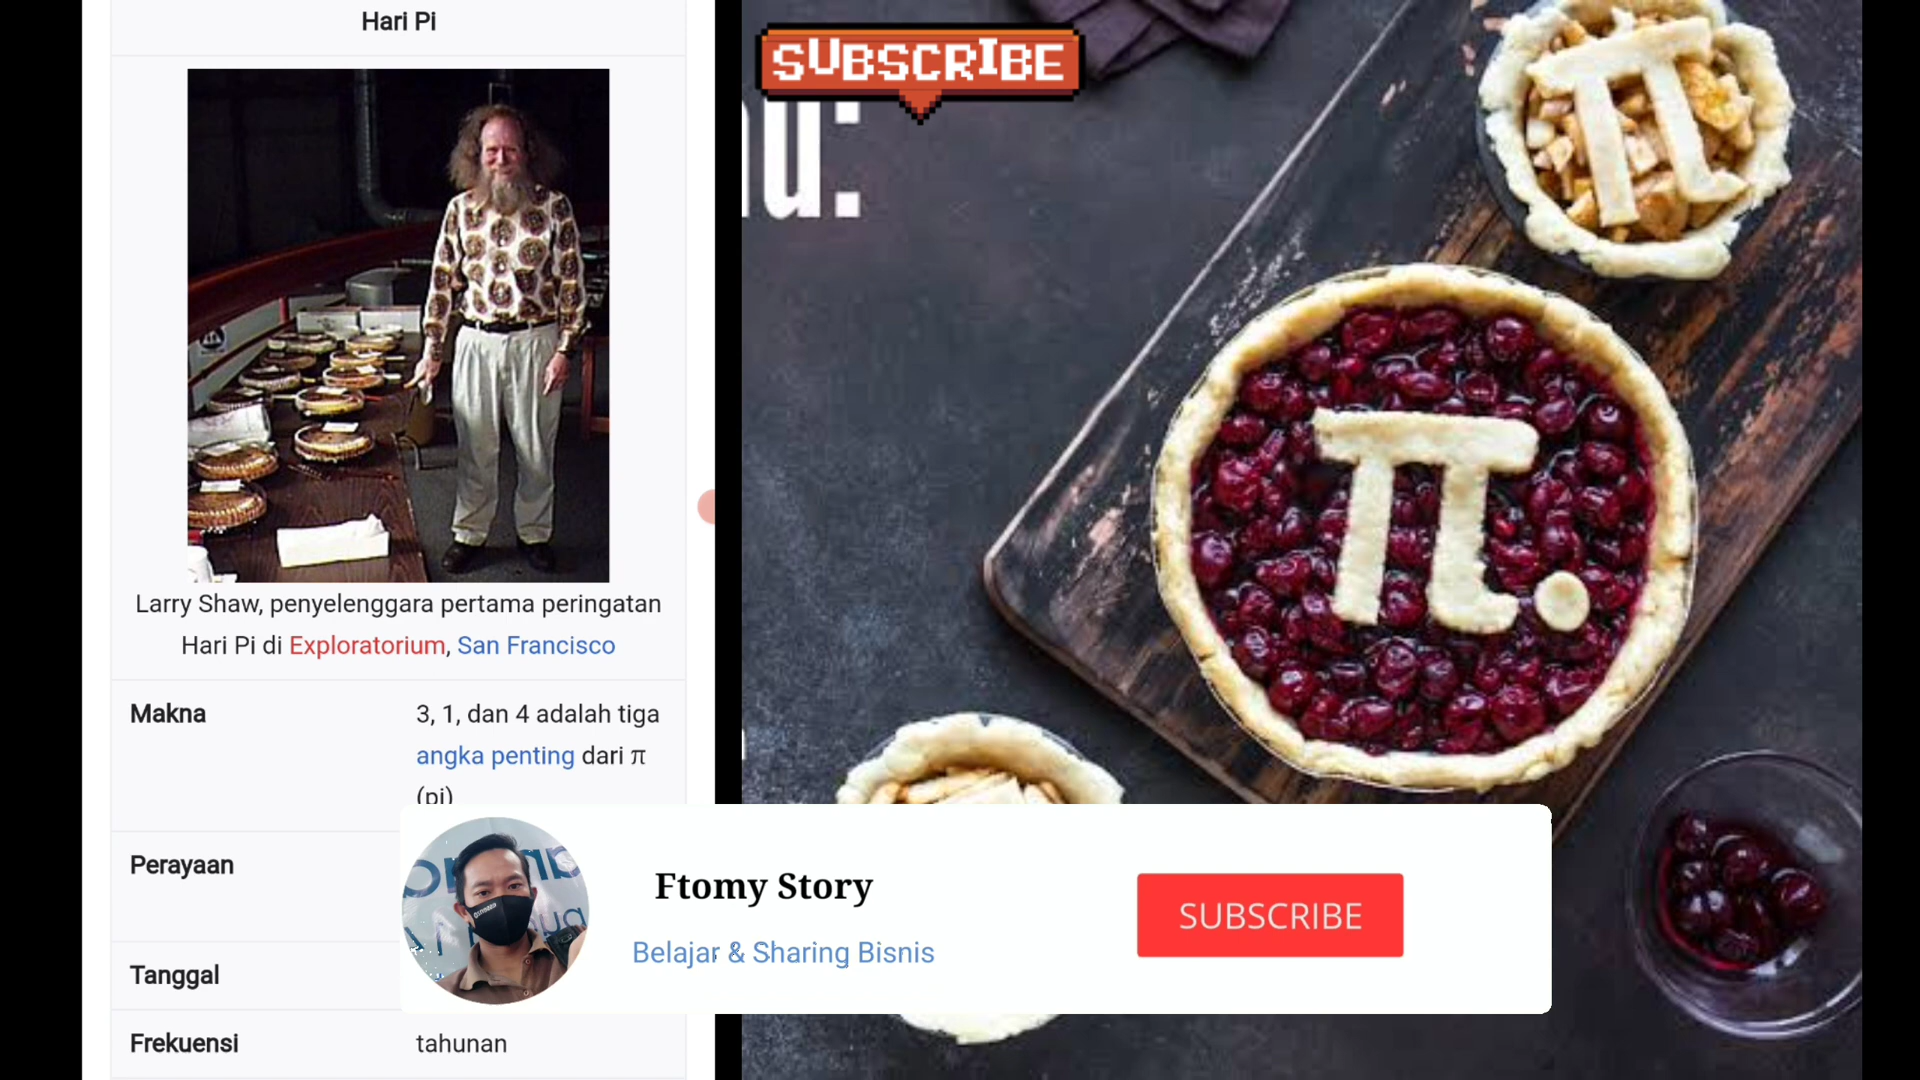 Hari Pi
Larry Shaw, penyelenggara pertama peringatan
Hari Pi di Exploratorium, San Francisco
Makna
3, 1, dan 4 adalah tiga
angka penting dari π
(pi)
Perayaan
Tanggal
Frekuensi
tahunan
SUBSCRIBE
u:
π
π.
Ftomy Story
Belajar & Sharing Bisnis
SUBSCRIBE